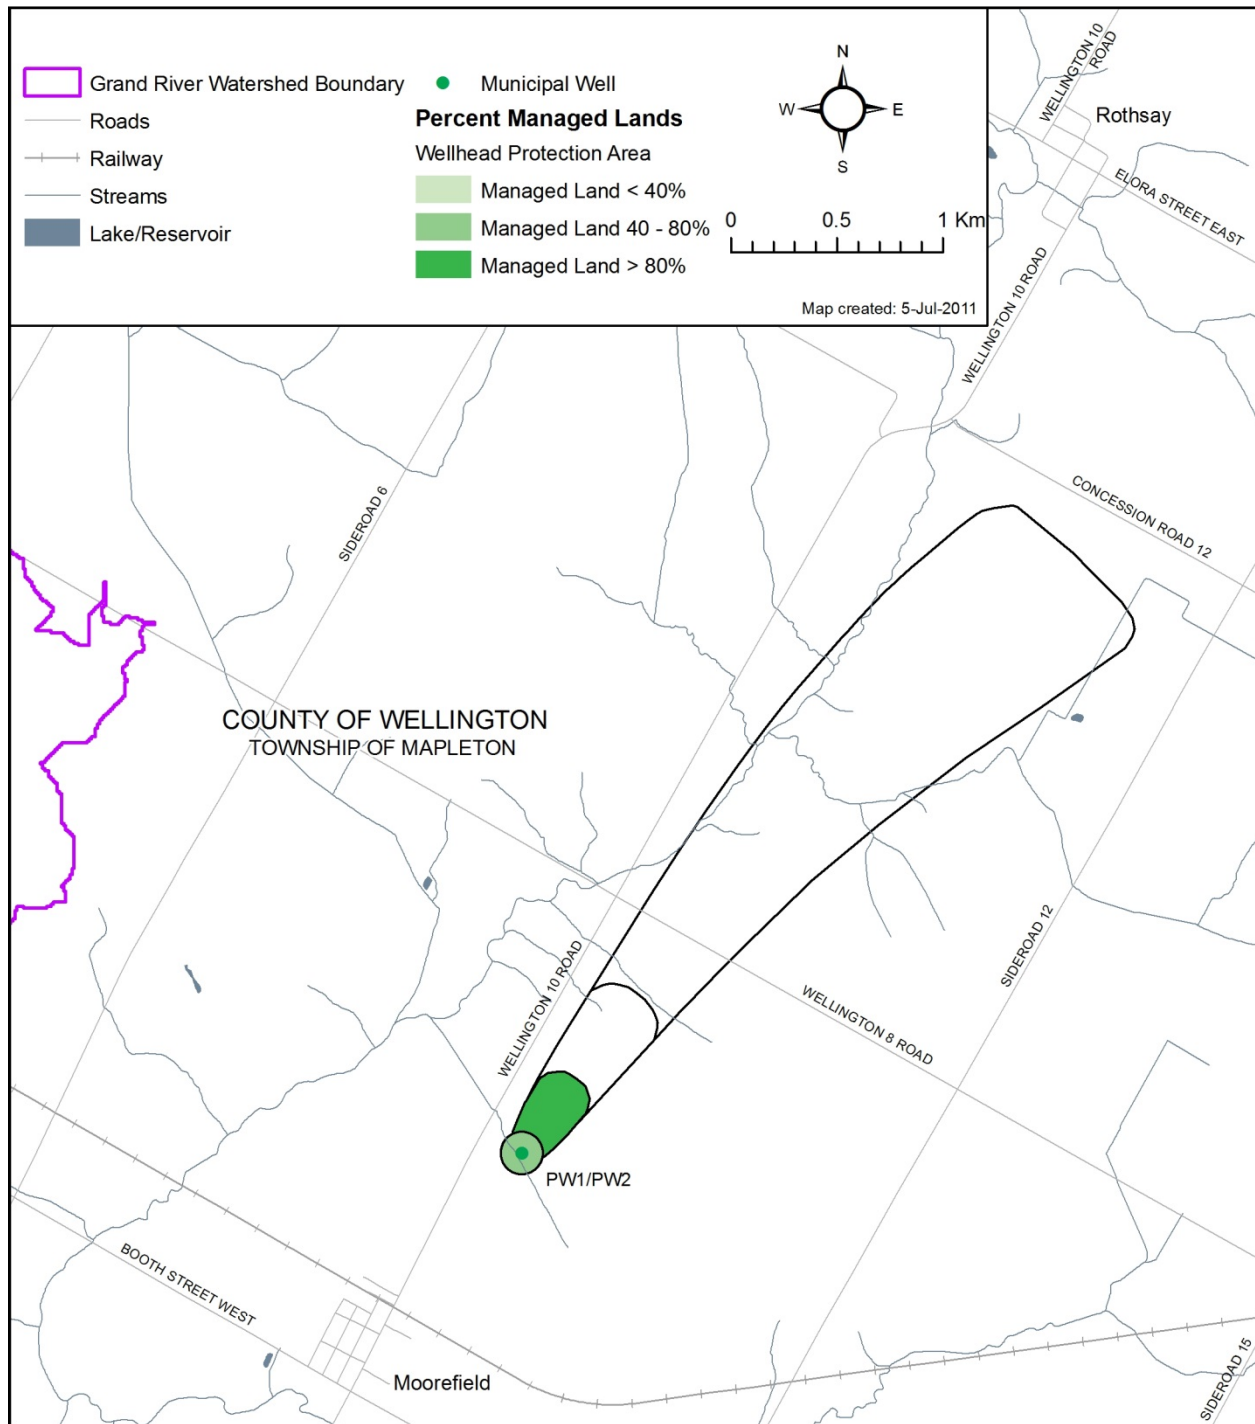 Grand River Watershed Boundary
Roads
Railway
Streams
Lake/Reservoir
Municipal Well
Percent Managed Lands
Wellhead Protection Area
Managed Land < 40%
Managed Land 40 - 80%
Managed Land > 80%
N
W
E
S
0
0.5
1 Km
Map created: 5-Jul-2011
WELLINGTON 10
ROAD
Rothsay
ELORA STREET EAST
WELLINGTON 10 ROAD
CONCESSION ROAD 12
SIDEROAD 6
COUNTY OF WELLINGTON
TOWNSHIP OF MAPLETON
WELLINGTON 10 ROAD
SIDEROAD 12
WELLINGTON 8 ROAD
PW1/PW2
BOOTH STREET WEST
Moorefield
SIDEROAD 15